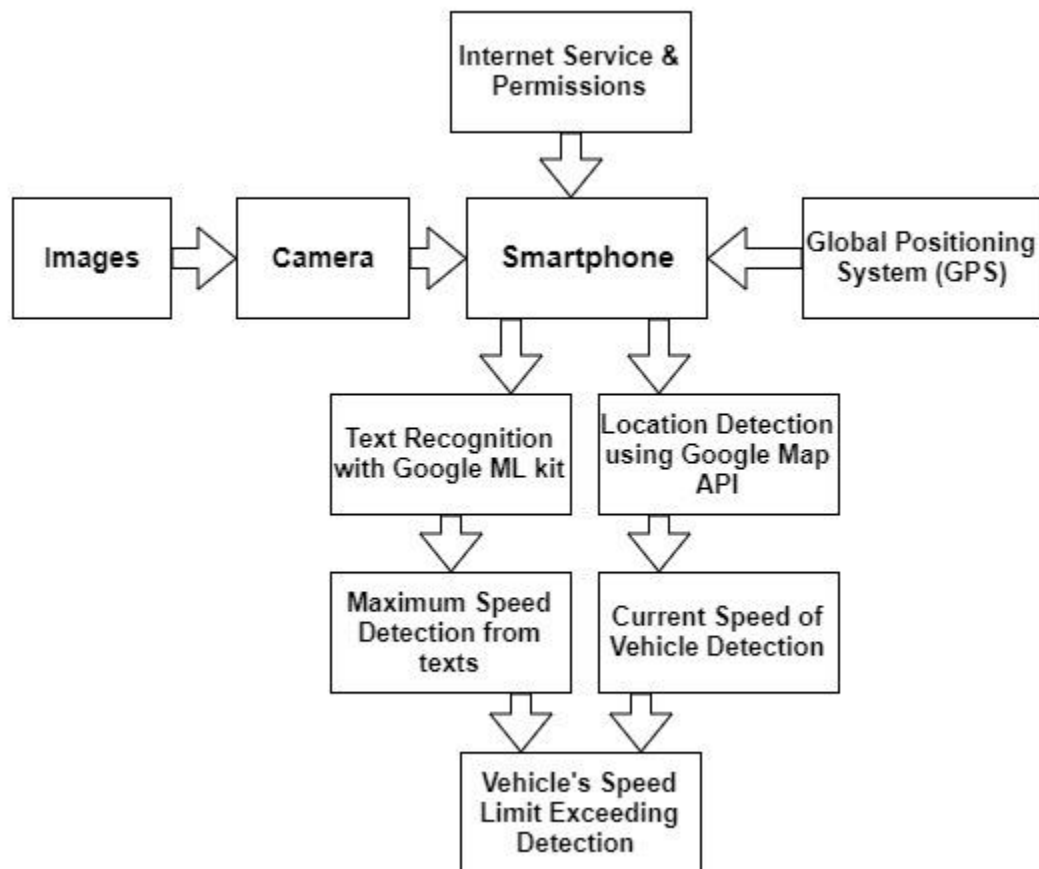 Internet Service &
Permissions
Images
Camera
Smartphone
Global Positioning
System (GPS)
Text Recognition
with Google ML kit
Location Detection
using Google Map
API
Maximum Speed
Detection from
texts
Current Speed of
Vehicle Detection
Vehicle's Speed
Limit Exceeding
Detection